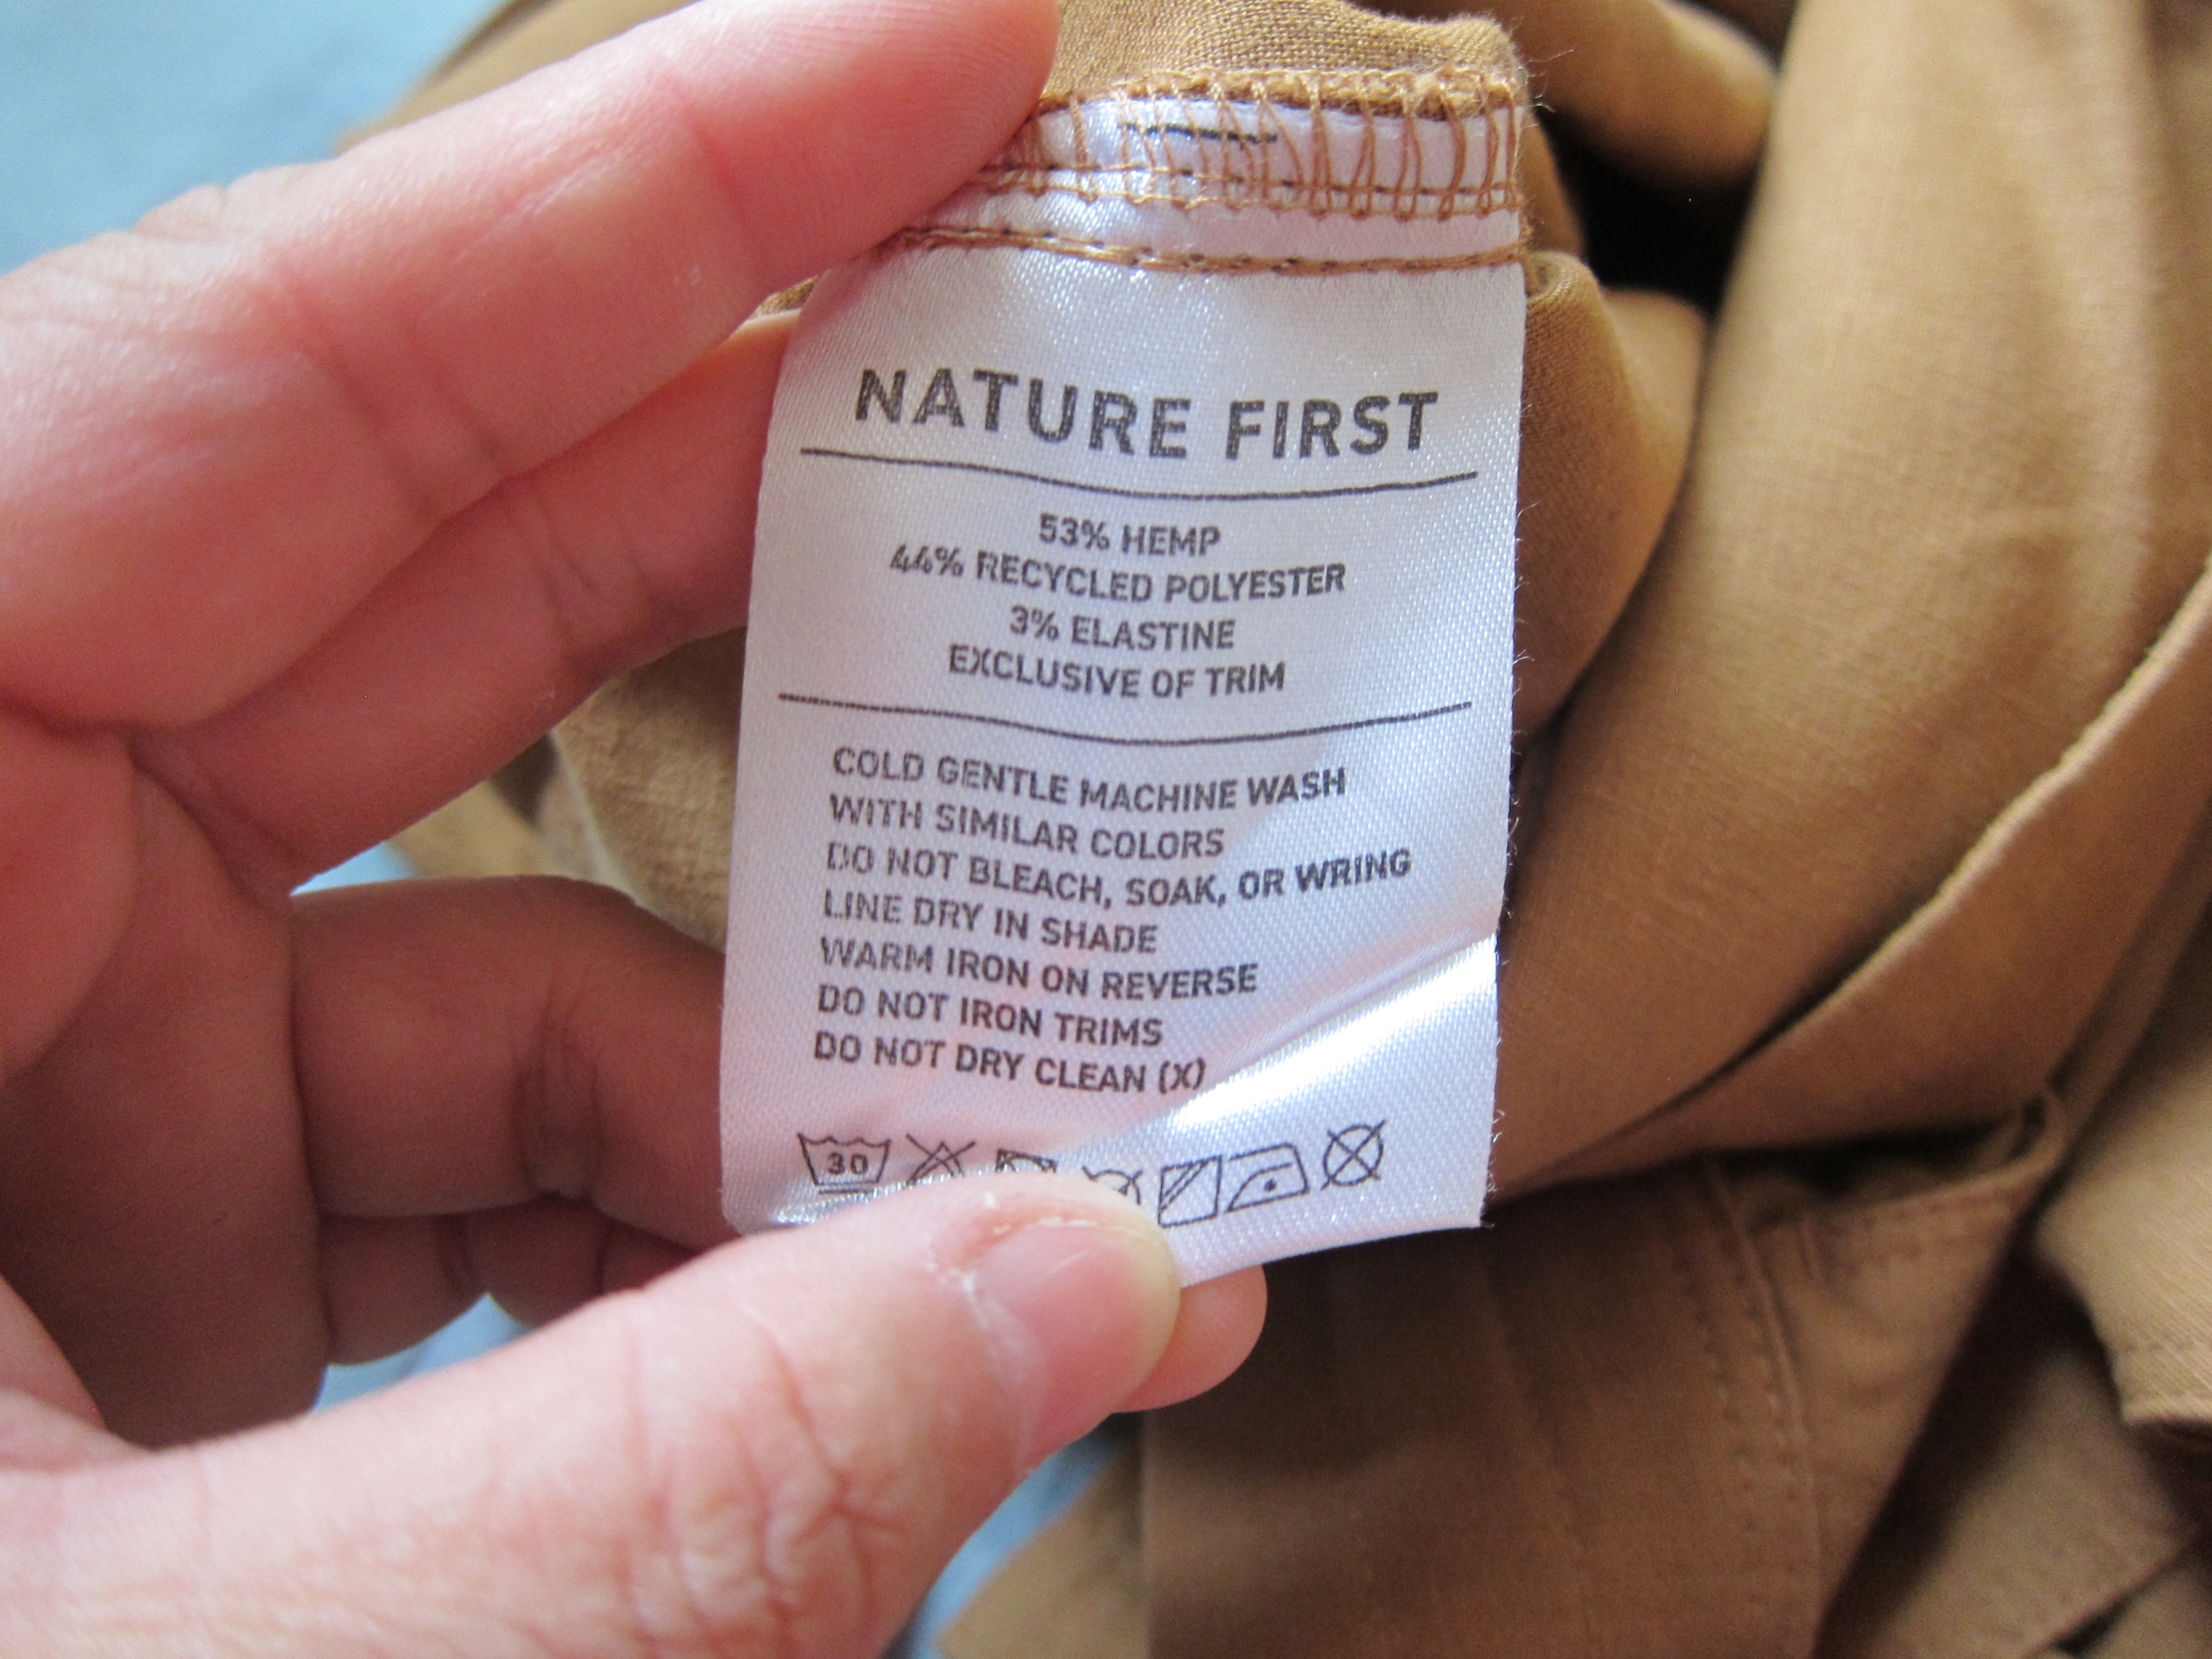 NATURE FIRST
53% HEMP
44% RECYCLED POLYESTER
3% ELASTINE
EXCLUSIVE OF TRIM
COLD GENTLE MACHINE WASH
WITH SIMILAR COLORS
DO NOT BLEACH, SOAK, OR WRING
LINE DRY IN SHADE
WARM IRON ON REVERSE
DO NOT IRON TRIMS
DO NOT DRY CLEAN (X)
30